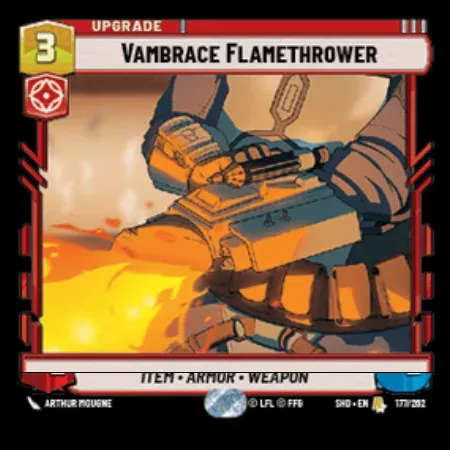 UPGRADE
3
VAMBRACE FLAMETHROWER
ITEM • ARMOR • WEAPON
ARTHUR MOUGNE
© LFL © FFG
SHD • EN
171/262